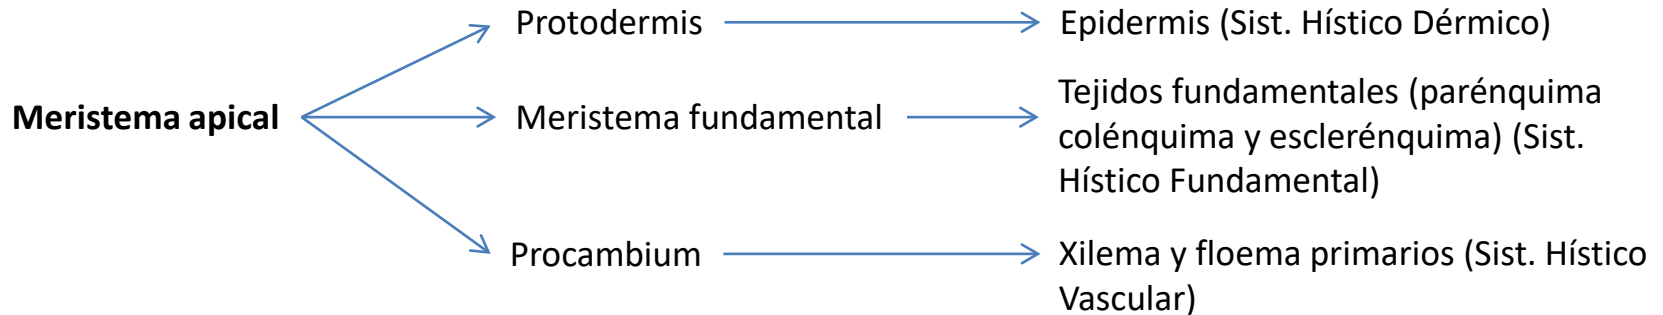 Protodermis
Epidermis (Sist. Hístico Dérmico)
Meristema apical
Meristema fundamental
Tejidos fundamentales (parénquima
colénquima y esclerénquima) (Sist.
Hístico Fundamental)
Procambium
Xilema y floema primarios (Sist. Hístico
Vascular)